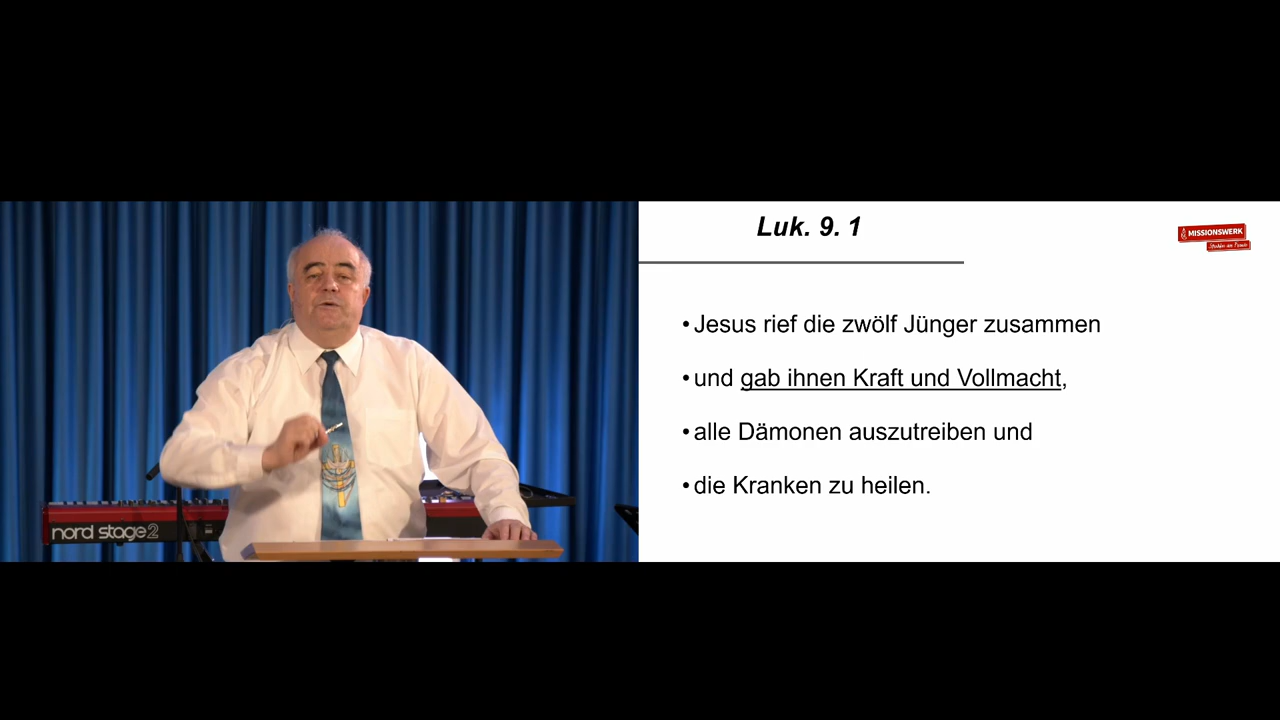 Luk. 9. 1
MISSIONSWERK
•Jesus rief die zwölf Jünger zusammen
•und gab ihnen Kraft und Vollmacht,
•alle Dämonen auszutreiben und
•die Kranken zu heilen.
nord stage2